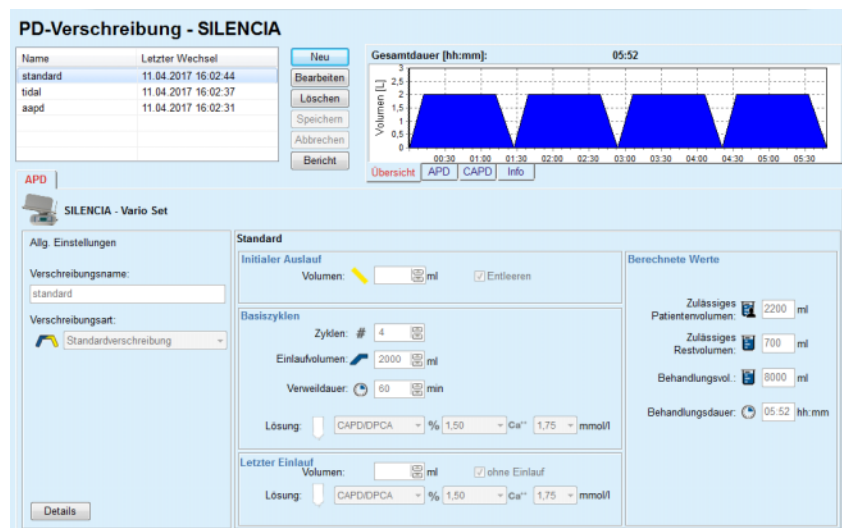 PD-Verschreibung - SILENCIA
Name Letzter Wechsel
standard 11.04.2017 16:02:44
tidal 11.04.2017 16:02:37
aapd 11.04.2017 16:02:31
Neu
Bearbeiten
Löschen
Speichern
Abbrechen
Bericht
Gesamtdauer [hh:mm]: 05:52
Volumen [L]
3
2,5
2
1,5
1
0,5
0
00:30 01:00 01:30 02:00 02:30 03:00 03:30 04:00 04:30 05:00 05:30
Übersicht APD CAPD Info
APD
SILENCIA - Vario Set
Allg. Einstellungen
Verschreibungsname:
standard
Verschreibungsart:
Standardverschreibung
Details
Standard
Initialer Auslauf
Volumen: ml Entleeren
Basiszyklen
Zyklen: # 4
Einlaufvolumen: 2000 ml
Verweildauer: 60 min
Lösung: CAPD/DPCA % 1,50 Ca⁺⁺ 1,75 mmol/l
Letzter Einlauf
Volumen: ml ohne Einlauf
Lösung: CAPD/DPCA % 1,50 Ca⁺⁺ 1,75 mmol/l
Berechnete Werte
Zulässiges
Patientenvolumen: 2200 ml
Zulässiges
Restvolumen: 700 ml
Behandlungsvol.: 8000 ml
Behandlungsdauer: 05:52 hh:mm